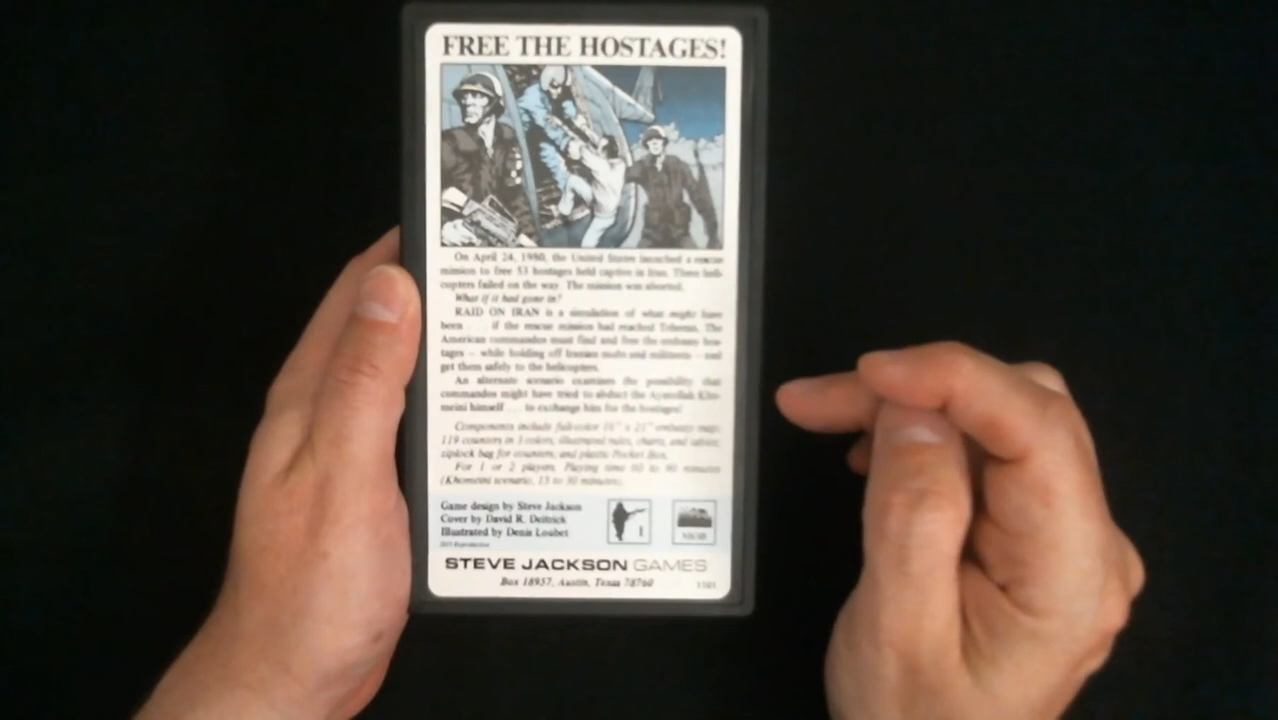 FREE THE HOSTAGES!
On April 24, 1980, the United States launched a rescue
mission to free 53 hostages held captive in Iran. Three heli-
copters failed on the way. The mission was aborted.
What if it had gone in?
RAID ON IRAN is a simulation of what might have
been . . . if the rescue mission had reached Teheran. The
American commandos must find and free the embassy hos-
tages – while holding off Iranian mobs and militants – and
get them safely to the helicopters.
An alternate scenario examines the possibility that
commandos might have tried to abduct the Ayatollah Kho-
meini himself . . . to exchange him for the hostages!
Components include full-color 16" x 21" embassy map;
119 counters in 3 colors; illustrated rules, charts, and tables;
ziplock bag for counters; and plastic Pocket Box.
For 1 or 2 players. Playing time 60 to 90 minutes
(Khomeini scenario, 15 to 30 minutes).
Game design by Steve Jackson
Cover by David R. Deitrick
Illustrated by Denis Loubet
1
STEVE JACKSON GAMES
Box 18957, Austin, Texas 78760